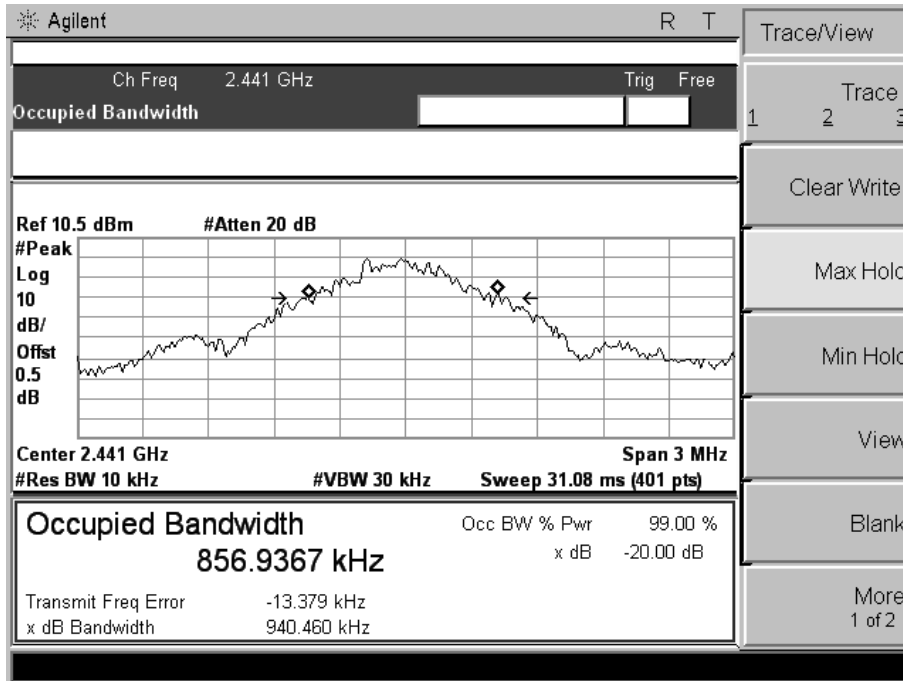 Agilent R T
Trace/View
Ch Freq 2.441 GHz Trig Free
Occupied Bandwidth
Trace
1 2 3
Clear Write
Ref 10.5 dBm #Atten 20 dB
#Peak
Log
10
dB/
Offst
0.5
dB
Max Hold
Min Hold
View
Center 2.441 GHz Span 3 MHz
#Res BW 10 kHz #VBW 30 kHz Sweep 31.08 ms (401 pts)
Occupied Bandwidth
856.9367 kHz
Occ BW % Pwr 99.00 %
x dB -20.00 dB
Transmit Freq Error -13.379 kHz
x dB Bandwidth 940.460 kHz
Blank
More
1 of 2